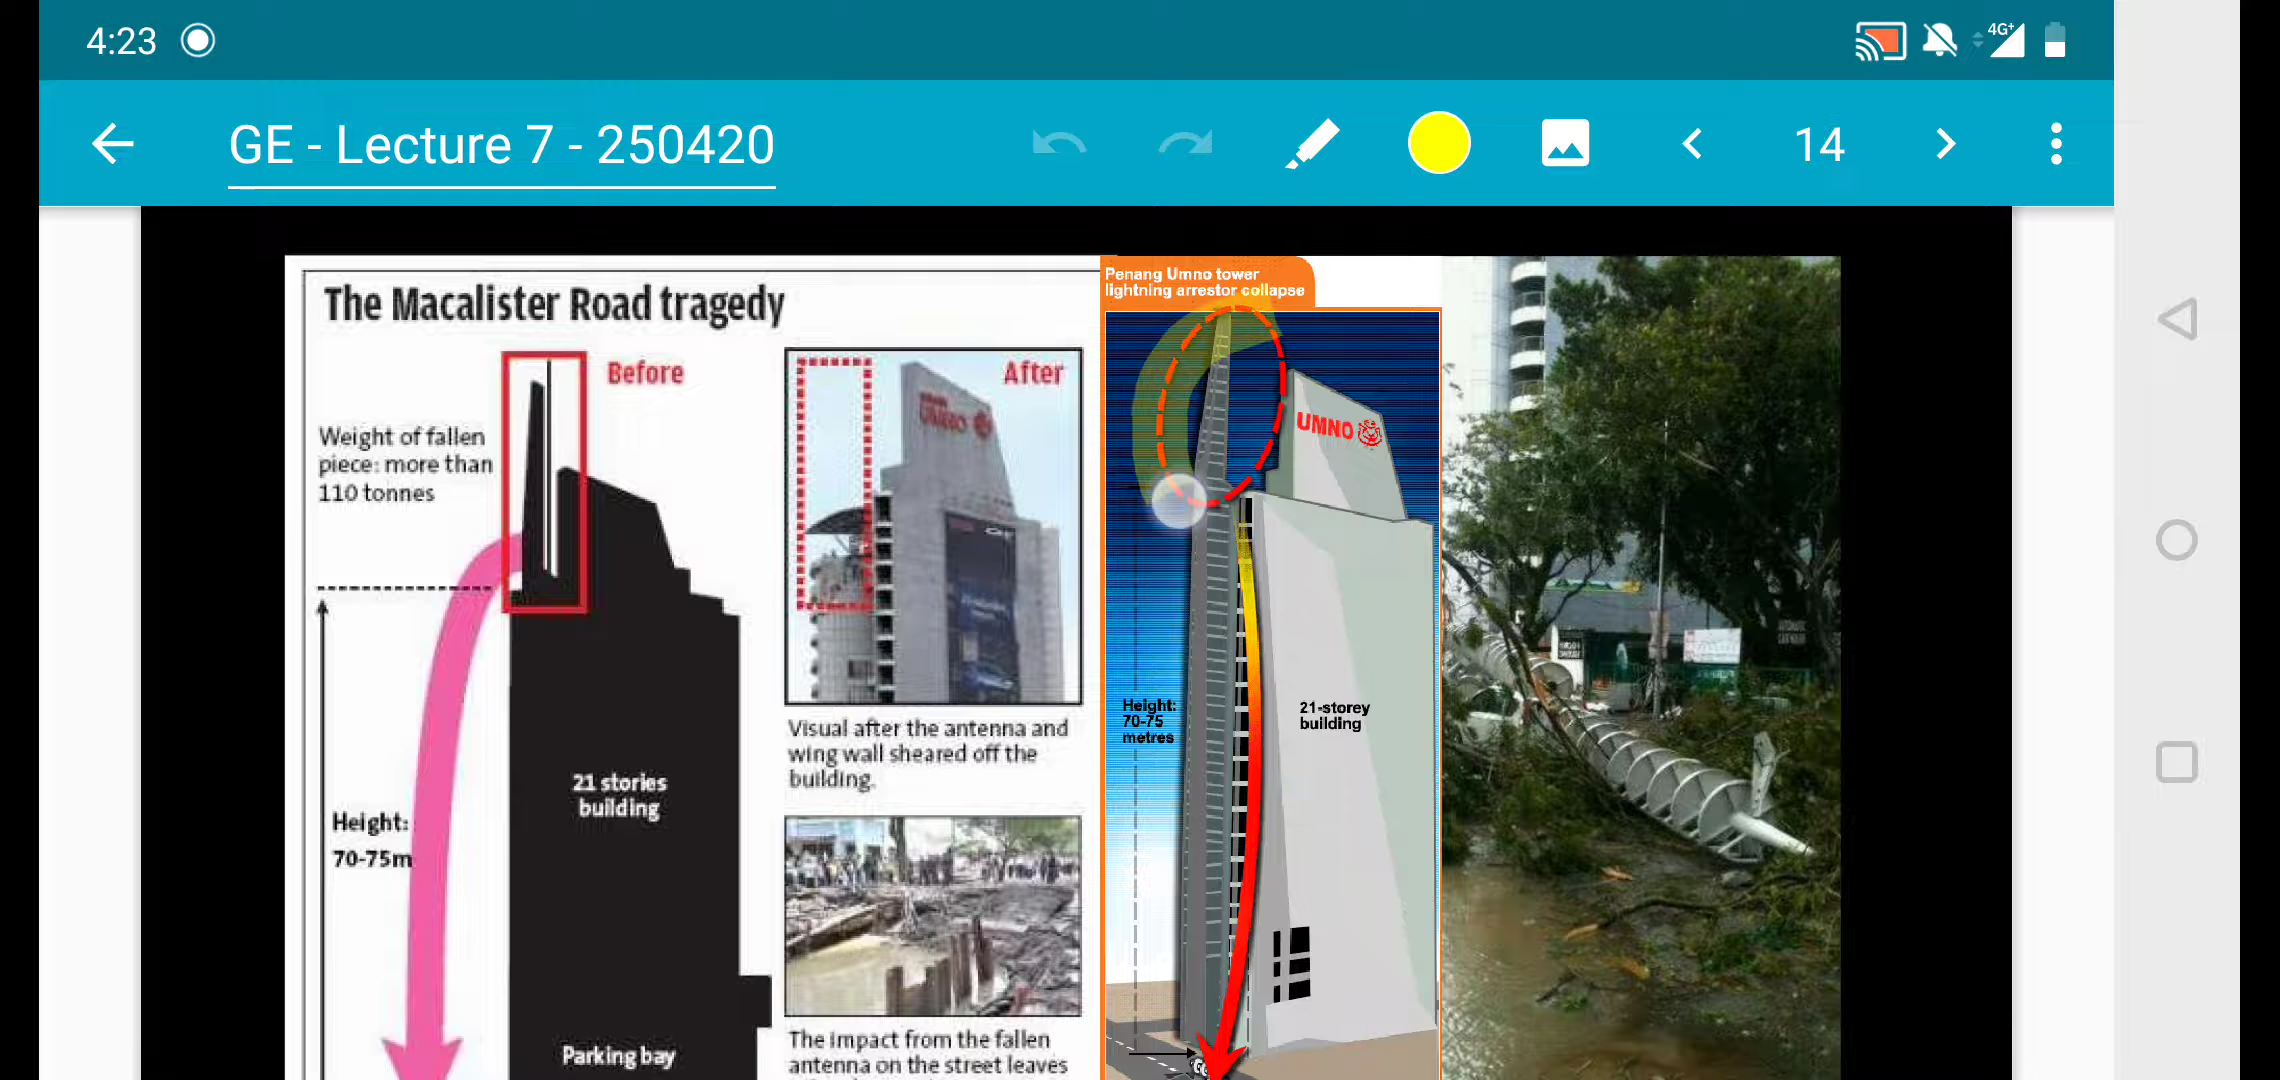 4:23
4G+
GE - Lecture 7 - 250420
14
The Macalister Road tragedy
Before
After
Weight of fallen
piece: more than
110 tonnes
UMNO
Height:
70-75m
21 stories
building
Parking bay
Visual after the antenna and
wing wall sheared off the
building.
The impact from the fallen
antenna on the street leaves
Penang Umno tower
lightning arrestor collapse
UMNO
Height:
70-75
metres
21-storey
building